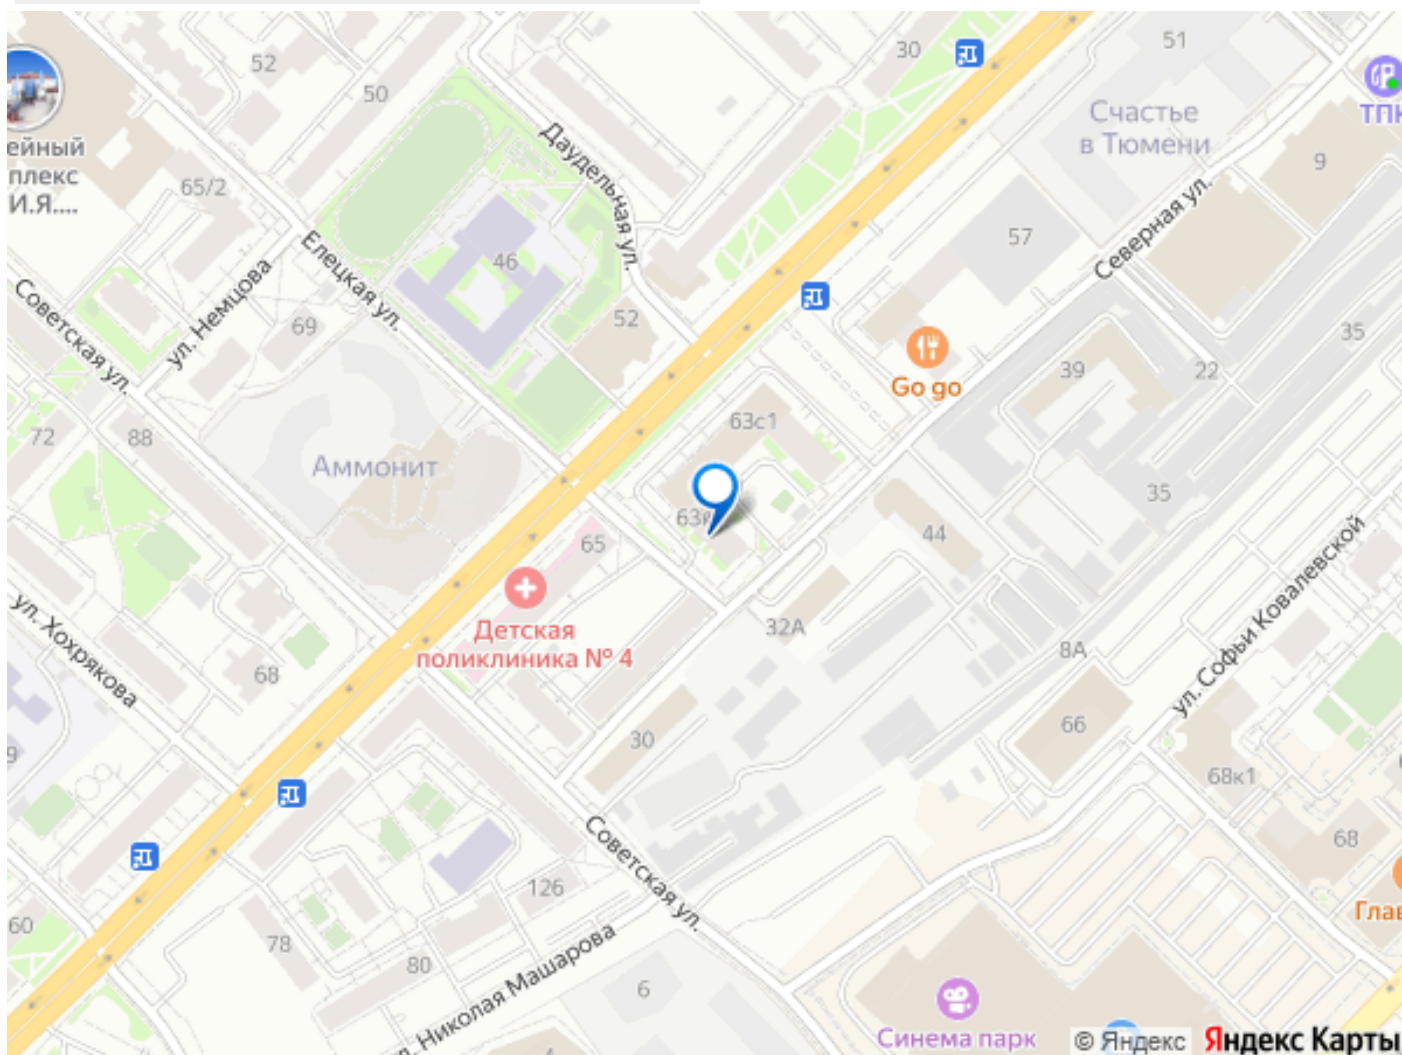 51
30
52
50
Счастье
в Тюмени
ТПК
ейный
плекс
И.Я....
65/2
9
Даудельная ул.
Северная ул.
57
46
Елецкая ул.
ул. Немцова
Советская ул.
69
52
35
39
22
Go go
63с1
72
88
Аммонит
35
44
65
Детская
поликлиника № 4
32А
ул. Хохрякова
68
8А
ул. Софьи Ковалевской
66
30
68к1
9
68
Советская ул.
126
Глав
60
78
80
Николая Машарова
6
Синема парк
© Яндекс
Яндекс Карты